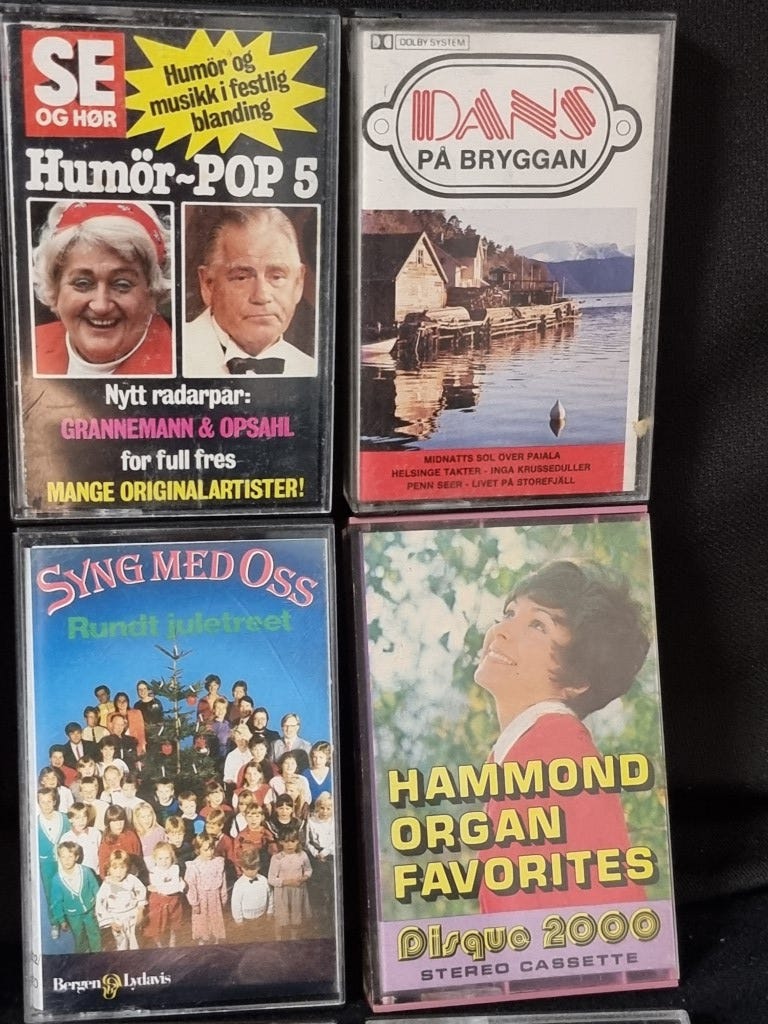 SE
OG HØR
Humör og
musikk i festlig
blanding
Humör~POP 5
Nytt radarpar:
GRANNEMANN & OPSAHL
for full fres
MANGE ORIGINALARTISTER!
DOLBY SYSTEM
DANS
PÅ BRYGGAN
MIDNATTS SOL ÖVER PAJALA
HELSINGE TAKTER - INGA KRUSSEDULLER
PENN SEER - LIVET PÅ STOREFJÄLL
SYNG MED OSS
Rundt juletreet
Bergen Lydavis
HAMMOND
ORGAN
FAVORITES
Disque 2000
STEREO CASSETTE